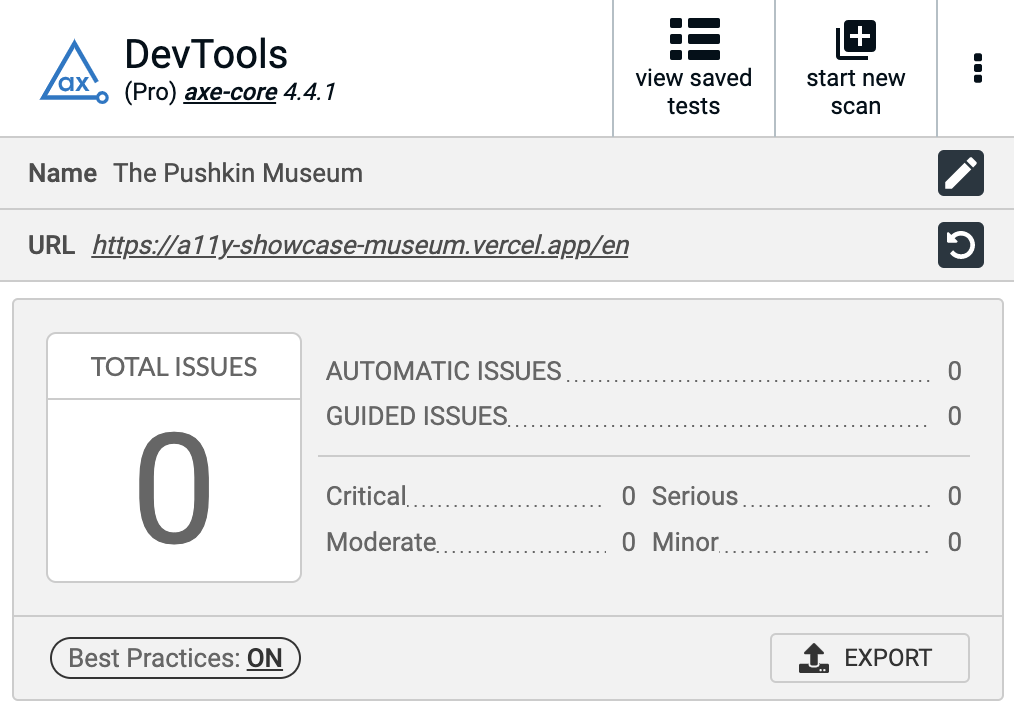 ax
DevTools
(Pro) axe-core 4.4.1
view saved
tests
start new
scan
Name The Pushkin Museum
URL https://a11y-showcase-museum.vercel.app/en
TOTAL ISSUES
0
AUTOMATIC ISSUES 0
GUIDED ISSUES 0
Critical 0 Serious 0
Moderate 0 Minor 0
Best Practices: ON
EXPORT